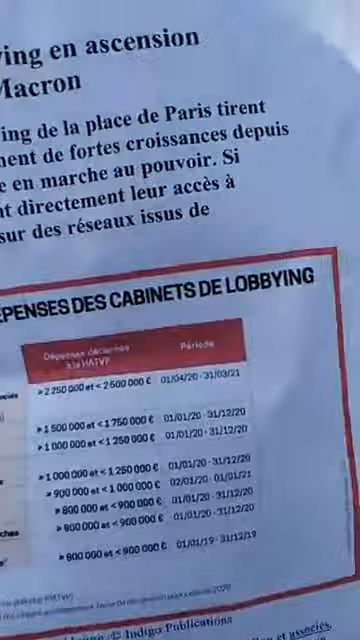 ing en ascension
Macron
ing de la place de Paris tirent
ment de fortes croissances depuis
e en marche au pouvoir. Si
nt directement leur accès à
sur des réseaux issus de
ÉPENSES DES CABINETS DE LOBBYING
Dépenses déclarées Période
à la HATVP
> 2 250 000 et < 2 500 000 € 01/04/20 - 31/03/21
> 1 500 000 et < 1 750 000 € 01/01/20 - 31/12/20
> 1 000 000 et < 1 250 000 € 01/01/20 - 31/12/20
> 1 000 000 et < 1 250 000 € 01/01/20 - 31/12/20
> 900 000 et < 1 000 000 € 02/01/20 - 01/01/21
> 800 000 et < 900 000 € 01/01/20 - 31/12/20
> 800 000 et < 900 000 € 01/01/20 - 31/12/20
> 800 000 et < 900 000 € 01/01/19 - 31/12/19
© Indigo Publications
et associés,